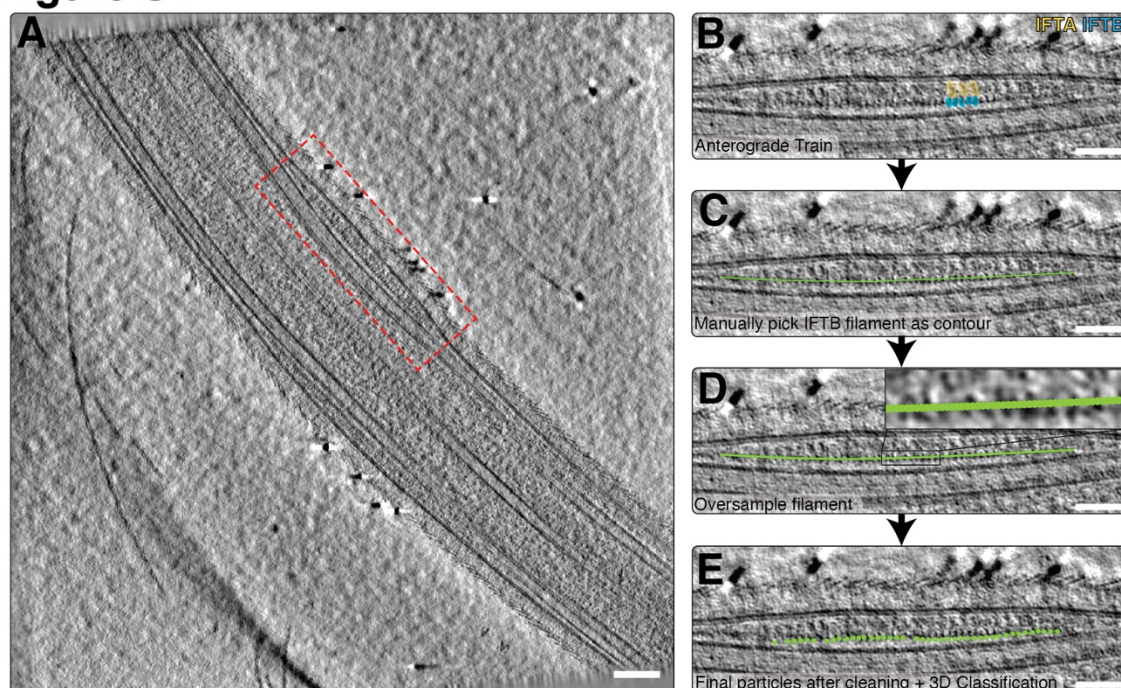 A
B
IFTA IFTB
Anterograde Train
C
Manually pick IFTB filament as contour
D
Oversample filament
E
Final particles after cleaning + 3D Classification